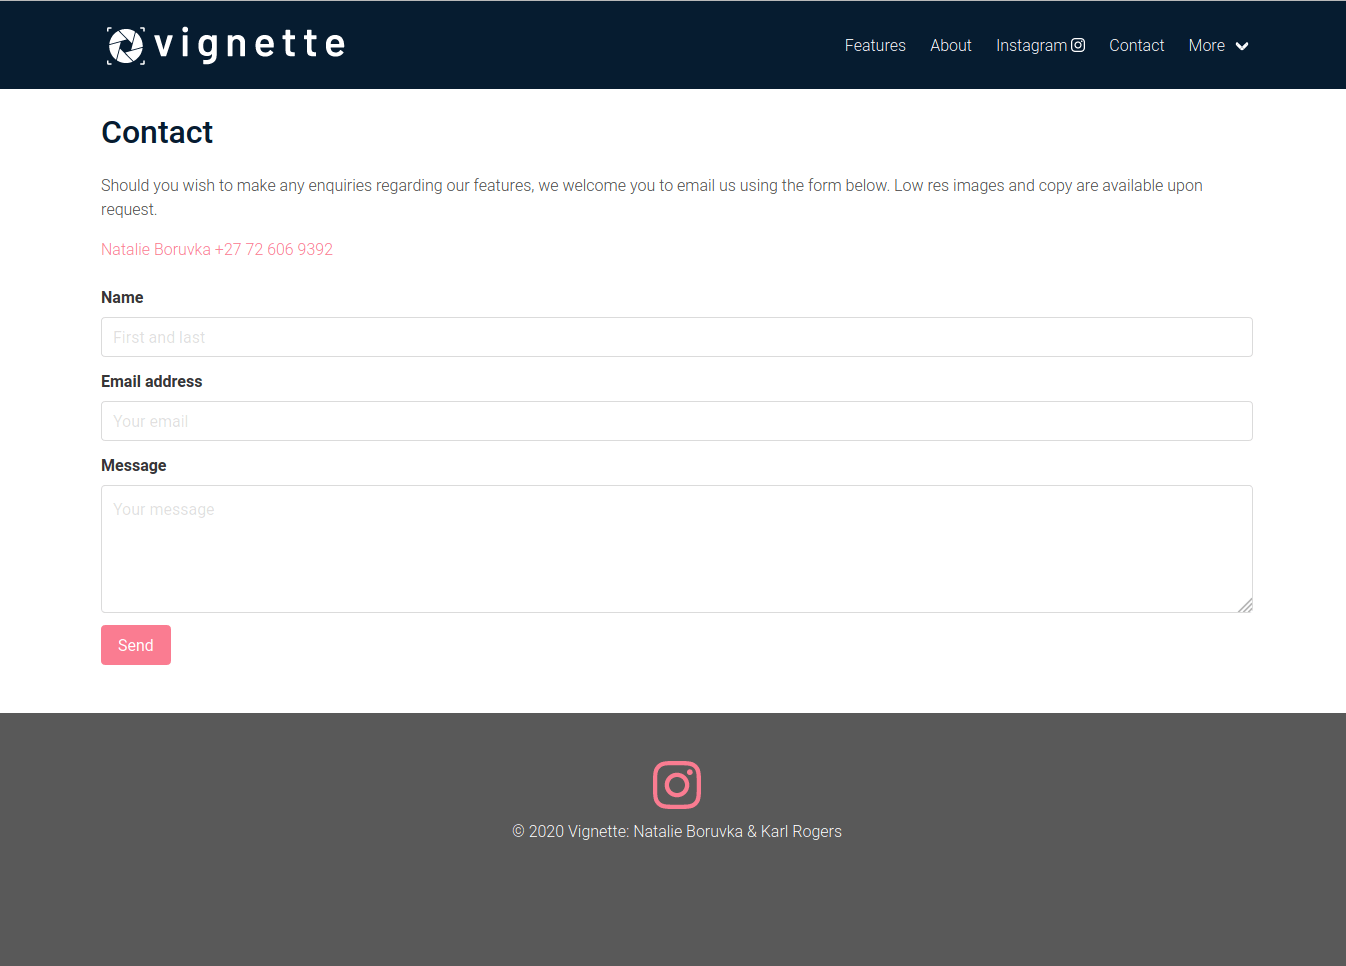 vignette
Features About Instagram Contact More
Contact
Should you wish to make any enquiries regarding our features, we welcome you to email us using the form below. Low res images and copy are available upon
request.
Natalie Boruvka +27 72 606 9392
Name
First and last
Email address
Your email
Message
Your message
Send
© 2020 Vignette: Natalie Boruvka & Karl Rogers